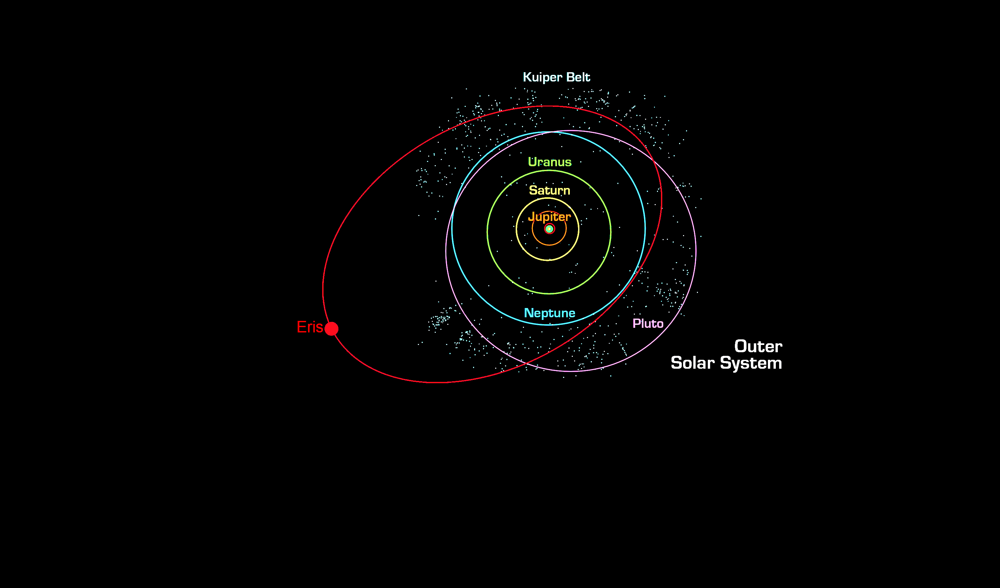 Kuiper Belt
Uranus
Saturn
Jupiter
Neptune
Pluto
Eris
Outer
Solar System